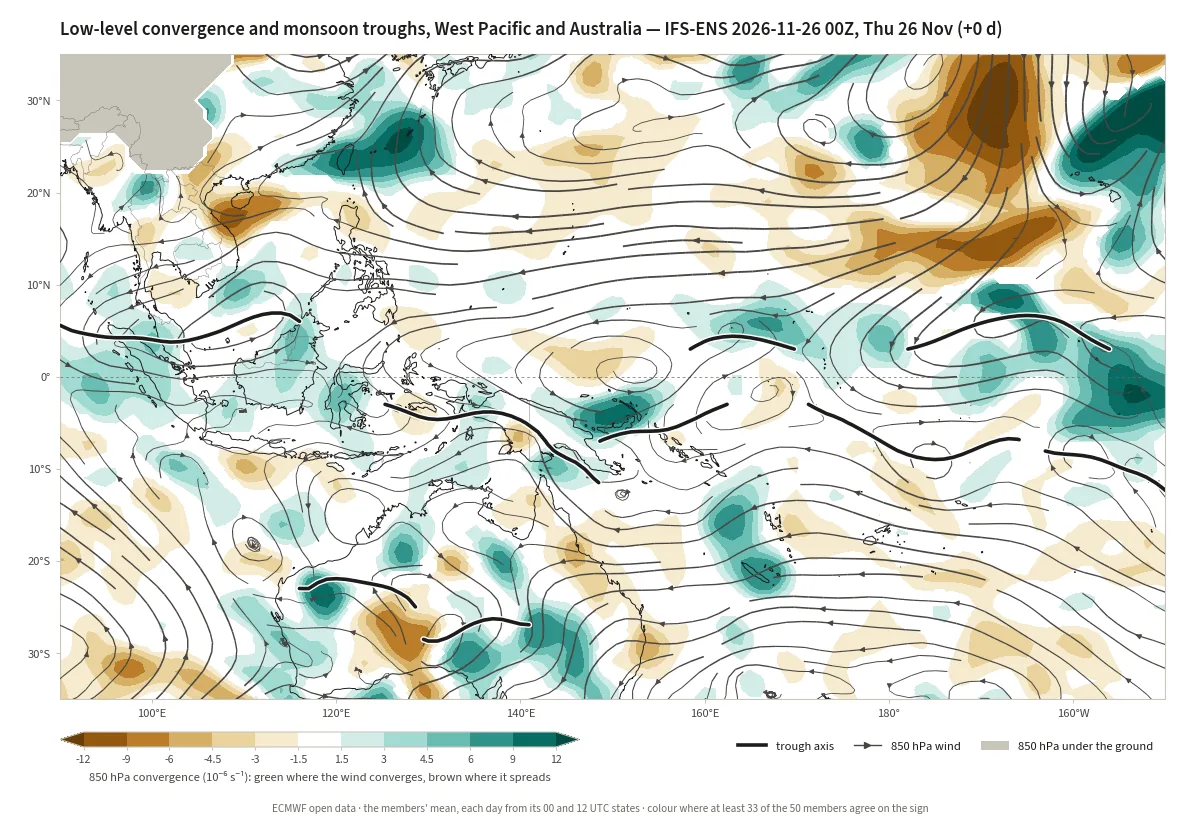 Low-level convergence and monsoon troughs, West Pacific and Australia — IFS-ENS 2026-11-26 00Z, Thu 26 Nov (+0 d)
30°N
20°N
10°N
0°
10°S
20°S
30°S
100°E 120°E 140°E 160°E 180° 160°W
-12 -9 -6 -4.5 -3 -1.5 1.5 3 4.5 6 9 12
850 hPa convergence (10⁻⁶ s⁻¹): green where the wind converges, brown where it spreads
trough axis 850 hPa wind 850 hPa under the ground
ECMWF open data · the members' mean, each day from its 00 and 12 UTC states · colour where at least 33 of the 50 members agree on the sign